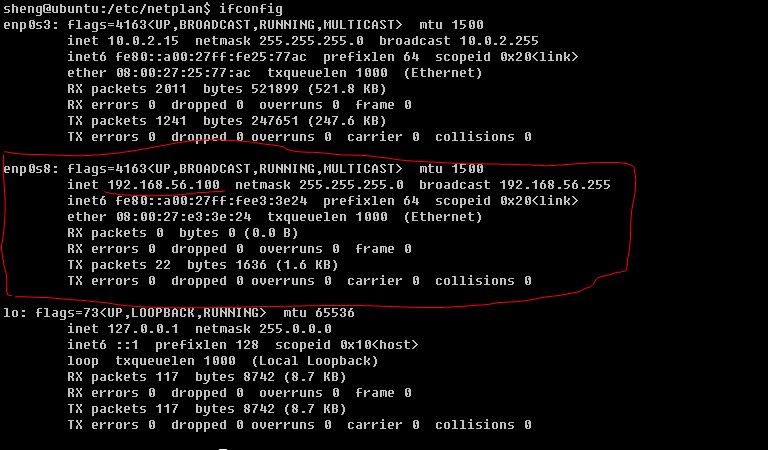 sheng@ubuntu:/etc/netplan$ ifconfig
enp0s3: flags=4163<UP,BROADCAST,RUNNING,MULTICAST>  mtu 1500
        inet 10.0.2.15  netmask 255.255.255.0  broadcast 10.0.2.255
        inet6 fe80::a00:27ff:fe25:77ac  prefixlen 64  scopeid 0x20<link>
        ether 08:00:27:25:77:ac  txqueuelen 1000  (Ethernet)
        RX packets 2011  bytes 521899 (521.8 KB)
        RX errors 0  dropped 0  overruns 0  frame 0
        TX packets 1241  bytes 247651 (247.6 KB)
        TX errors 0  dropped 0 overruns 0  carrier 0  collisions 0
enp0s8: flags=4163<UP,BROADCAST,RUNNING,MULTICAST>  mtu 1500
        inet 192.168.56.100  netmask 255.255.255.0  broadcast 192.168.56.255
        inet6 fe80::a00:27ff:fee3:3e24  prefixlen 64  scopeid 0x20<link>
        ether 08:00:27:e3:3e:24  txqueuelen 1000  (Ethernet)
        RX packets 0  bytes 0 (0.0 B)
        RX errors 0  dropped 0  overruns 0  frame 0
        TX packets 22  bytes 1636 (1.6 KB)
        TX errors 0  dropped 0 overruns 0  carrier 0  collisions 0
lo: flags=73<UP,LOOPBACK,RUNNING>  mtu 65536
        inet 127.0.0.1  netmask 255.0.0.0
        inet6 ::1  prefixlen 128  scopeid 0x10<host>
        loop  txqueuelen 1000  (Local Loopback)
        RX packets 117  bytes 8742 (8.7 KB)
        RX errors 0  dropped 0  overruns 0  frame 0
        TX packets 117  bytes 8742 (8.7 KB)
        TX errors 0  dropped 0 overruns 0  carrier 0  collisions 0